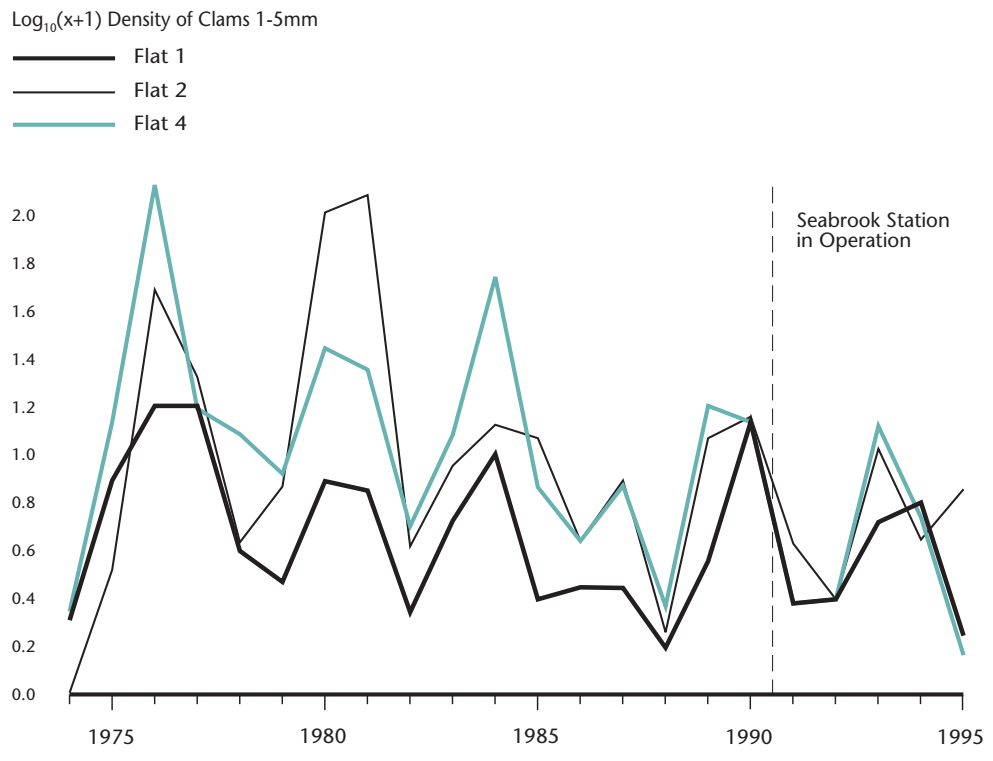 Log₁₀(x+1) Density of Clams 1-5mm
Flat 1
Flat 2
Flat 4
2.0
1.8
1.6
1.4
1.2
1.0
0.8
0.6
0.4
0.2
0.0
Seabrook Station
in Operation
1975 1980 1985 1990 1995